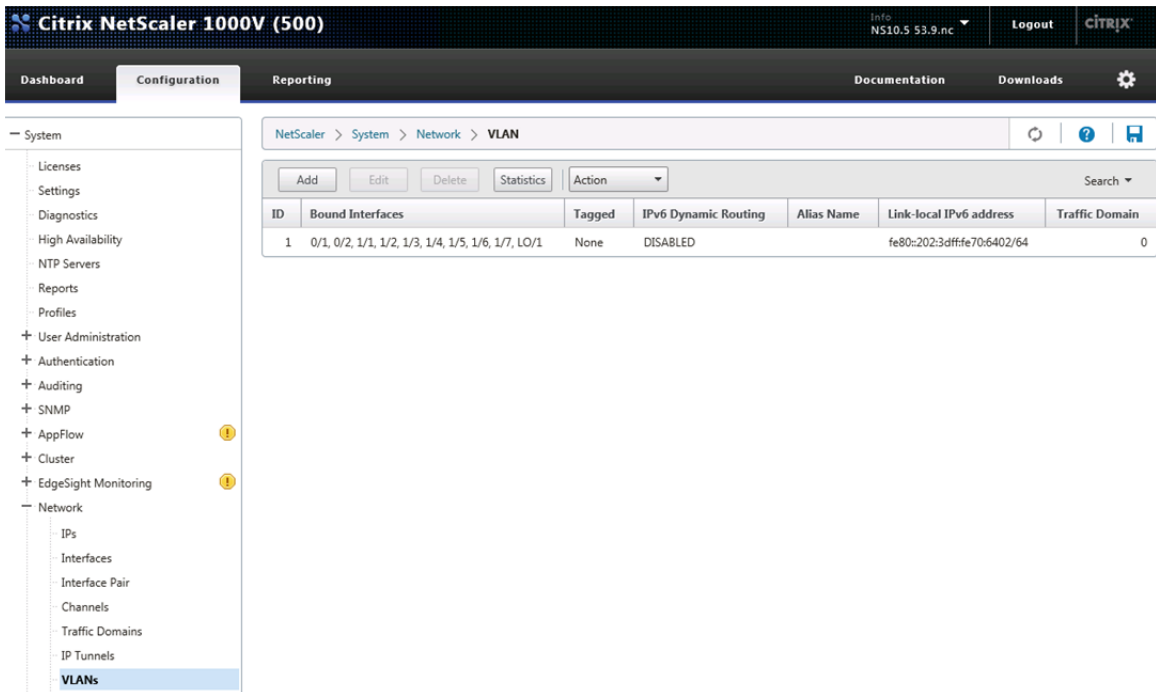 Citrix NetScaler 1000V (500)
Info
NS10.5 53.9.nc
Logout
CİTRIX
Dashboard
Configuration
Reporting
Documentation
Downloads
System
Licenses
Settings
Diagnostics
High Availability
NTP Servers
Reports
Profiles
User Administration
Authentication
Auditing
SNMP
AppFlow
Cluster
EdgeSight Monitoring
Network
IPs
Interfaces
Interface Pair
Channels
Traffic Domains
IP Tunnels
VLANs
NetScaler > System > Network > VLAN
Add Edit Delete Statistics Action Search
ID Bound Interfaces Tagged IPv6 Dynamic Routing Alias Name Link-local IPv6 address Traffic Domain
1 0/1, 0/2, 1/1, 1/2, 1/3, 1/4, 1/5, 1/6, 1/7, LO/1 None DISABLED fe80::202:3dff:fe70:6402/64 0